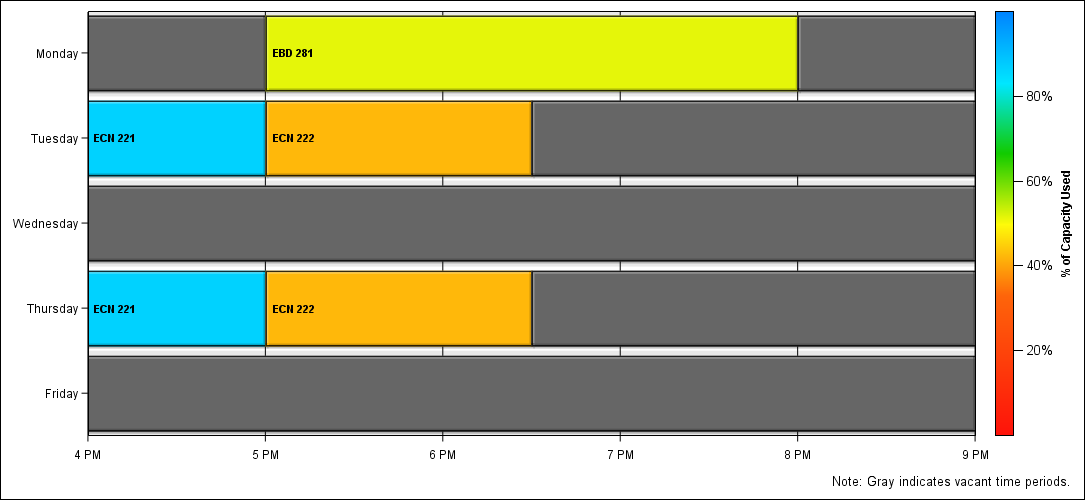 Monday
EBD 281
Tuesday
ECN 221
ECN 222
Wednesday
Thursday
ECN 221
ECN 222
Friday
4 PM
5 PM
6 PM
7 PM
8 PM
9 PM
80%
60%
40%
20%
% of Capacity Used
Note: Gray indicates vacant time periods.